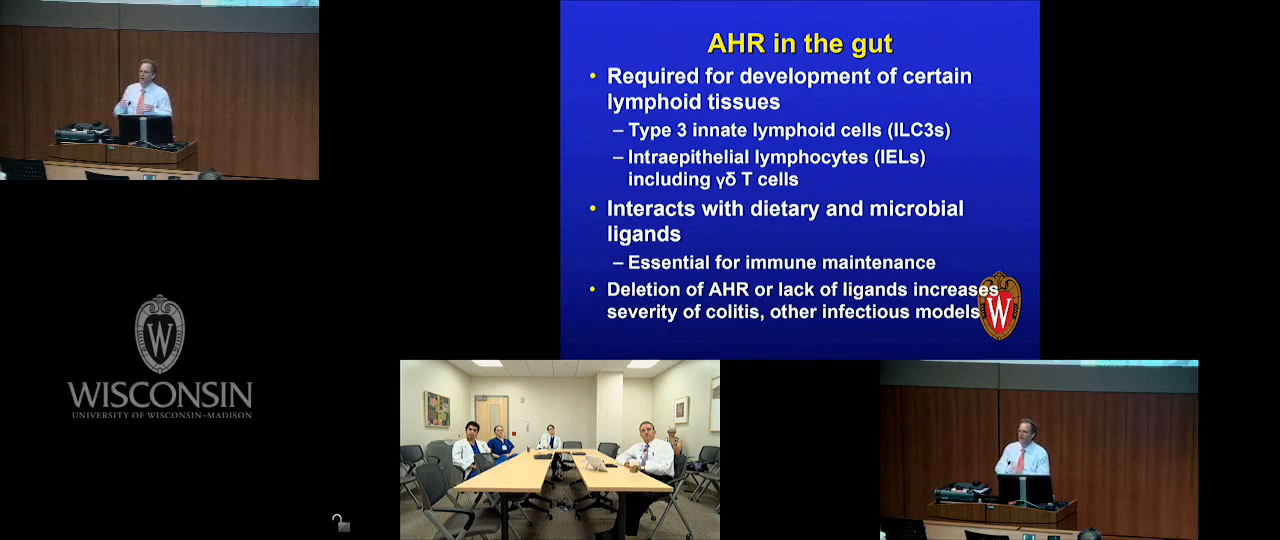 AHR in the gut
• Required for development of certain
lymphoid tissues
– Type 3 innate lymphoid cells (ILC3s)
– Intraepithelial lymphocytes (IELs)
including γδ T cells
• Interacts with dietary and microbial
ligands
– Essential for immune maintenance
• Deletion of AHR or lack of ligands increases
severity of colitis, other infectious models
W
W
WISCONSIN
UNIVERSITY OF WISCONSIN–MADISON